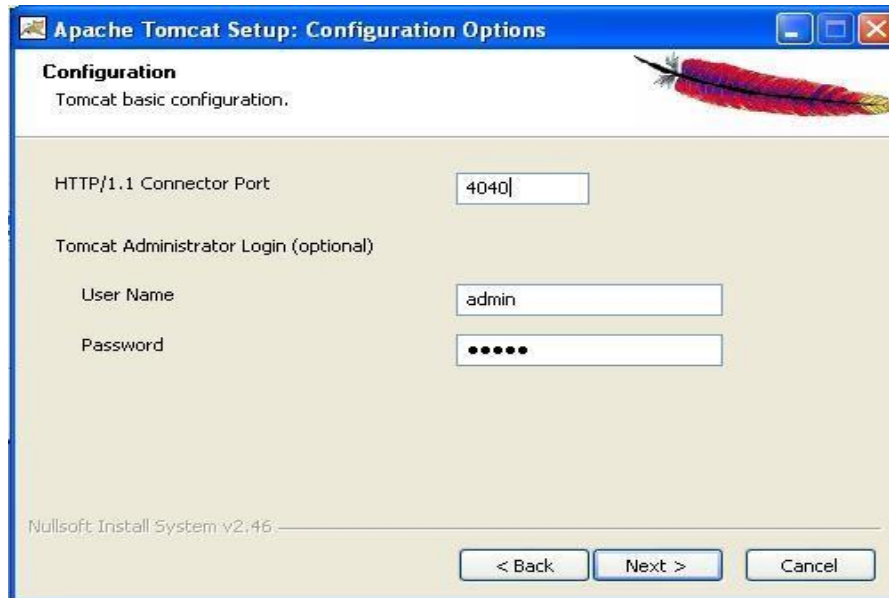 Apache Tomcat Setup: Configuration Options
Configuration
Tomcat basic configuration.
HTTP/1.1 Connector Port 4040
Tomcat Administrator Login (optional)
User Name admin
Password •••••
Nullsoft Install System v2.46
< Back Next > Cancel